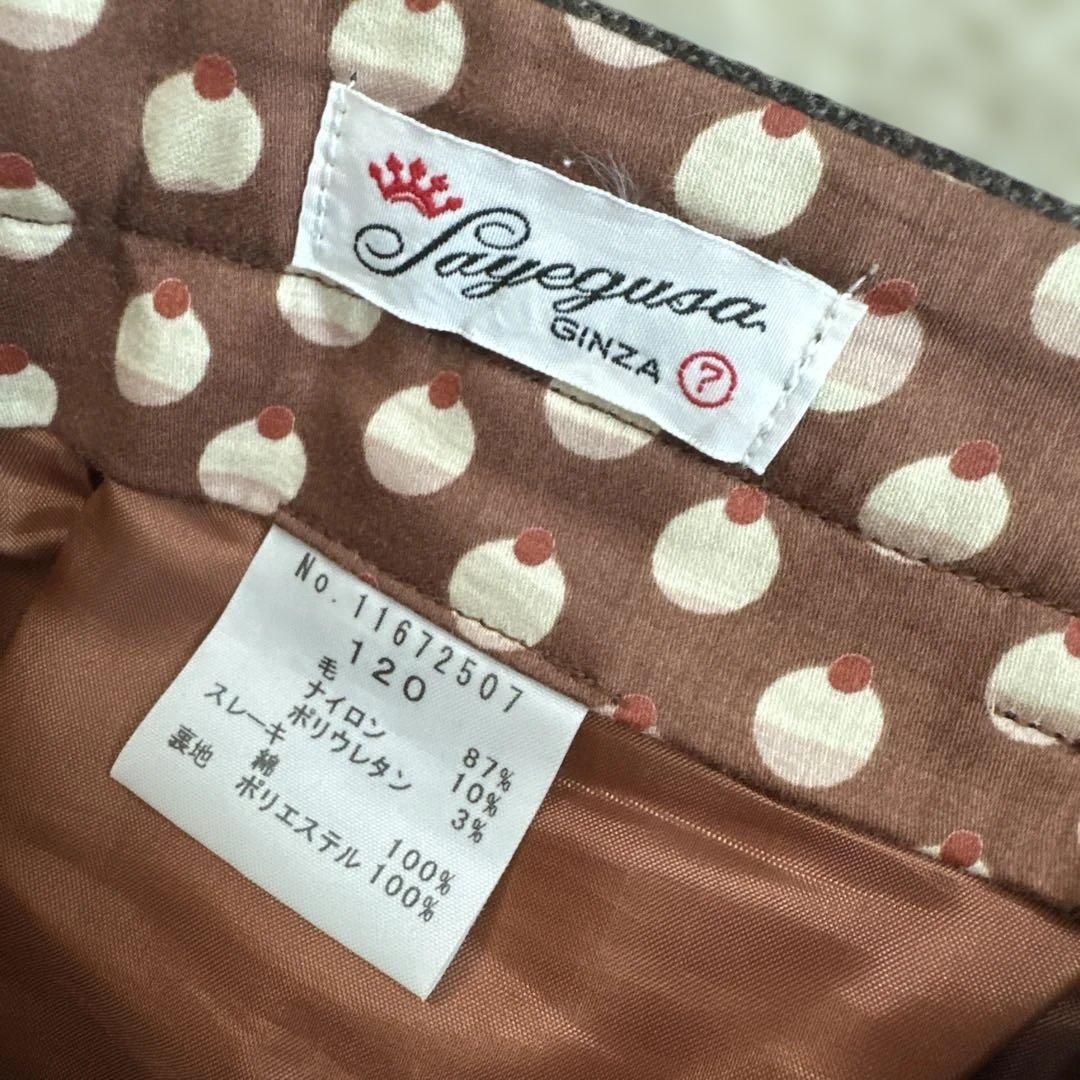 Sayegusa
GINZA 7
No.11672507
120
毛 87%
ナイロン 10%
ポリウレタン 3%
スレーキ 綿 100%
裏地 ポリエステル 100%